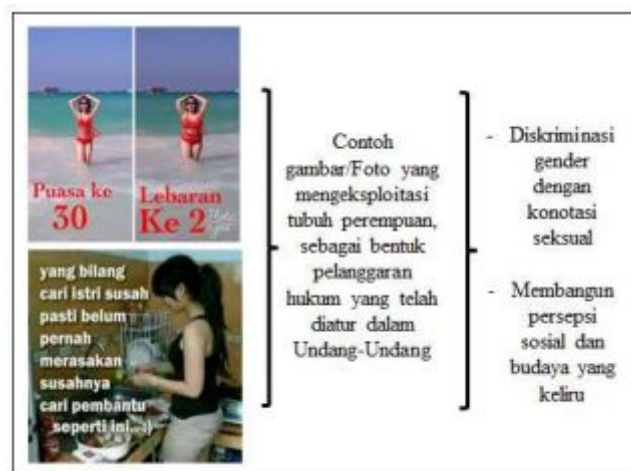 Puasa ke
30
Lebaran
Ke 2
yang bilang
cari istri susah
pasti belum
pernah
merasakan
susahnya
cari pembantu
seperti ini..:)
Contoh
gambar/Foto yang
mengeksploitasi
tubuh perempuan,
sebagai bentuk
pelanggaran
hukum yang telah
diatur dalam
Undang-Undang
- Diskriminasi
gender
dengan
konotasi
seksual
- Membangun
persepsi
sosial dan
budaya yang
keliru